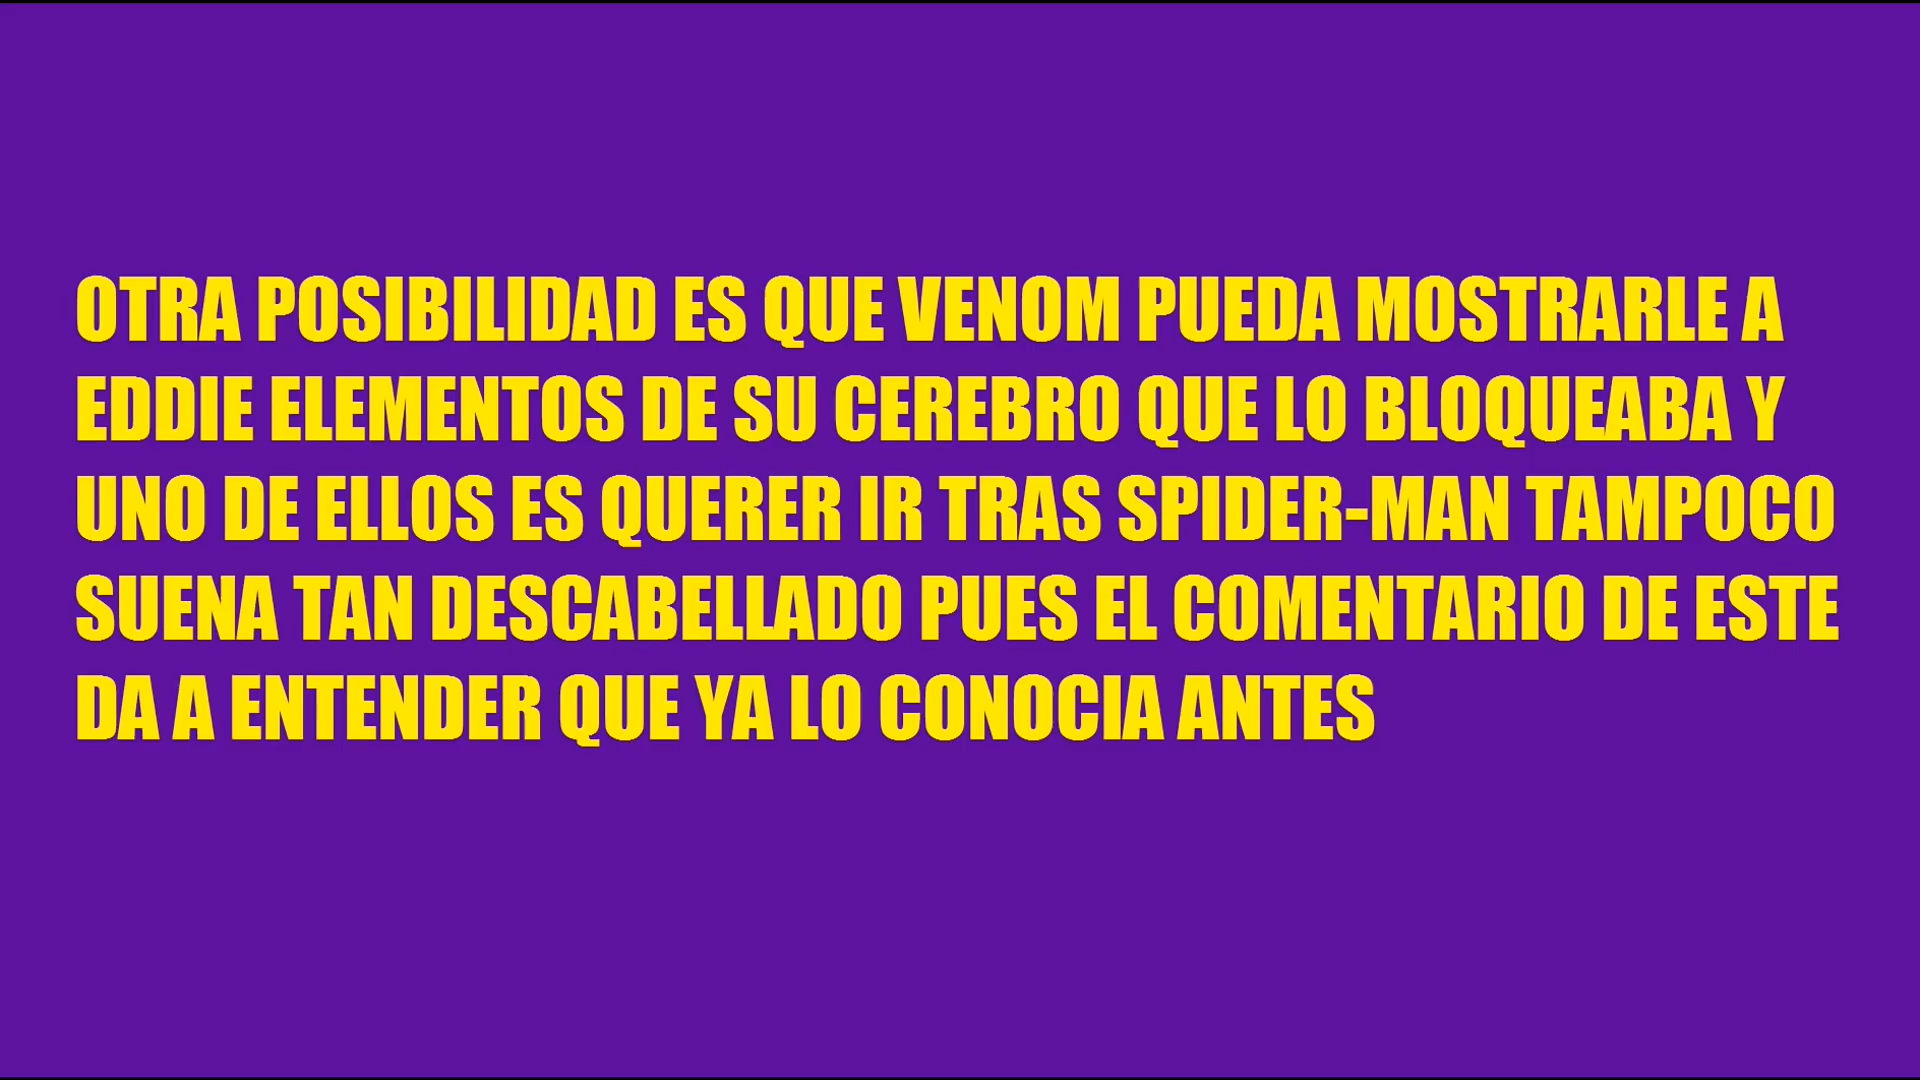 OTRA POSIBILIDAD ES QUE VENOM PUEDA MOSTRARLE A
EDDIE ELEMENTOS DE SU CEREBRO QUE LO BLOQUEABA Y
UNO DE ELLOS ES QUERER IR TRAS SPIDER-MAN TAMPOCO
SUENA TAN DESCABELLADO PUES EL COMENTARIO DE ESTE
DA A ENTENDER QUE YA LO CONOCIA ANTES